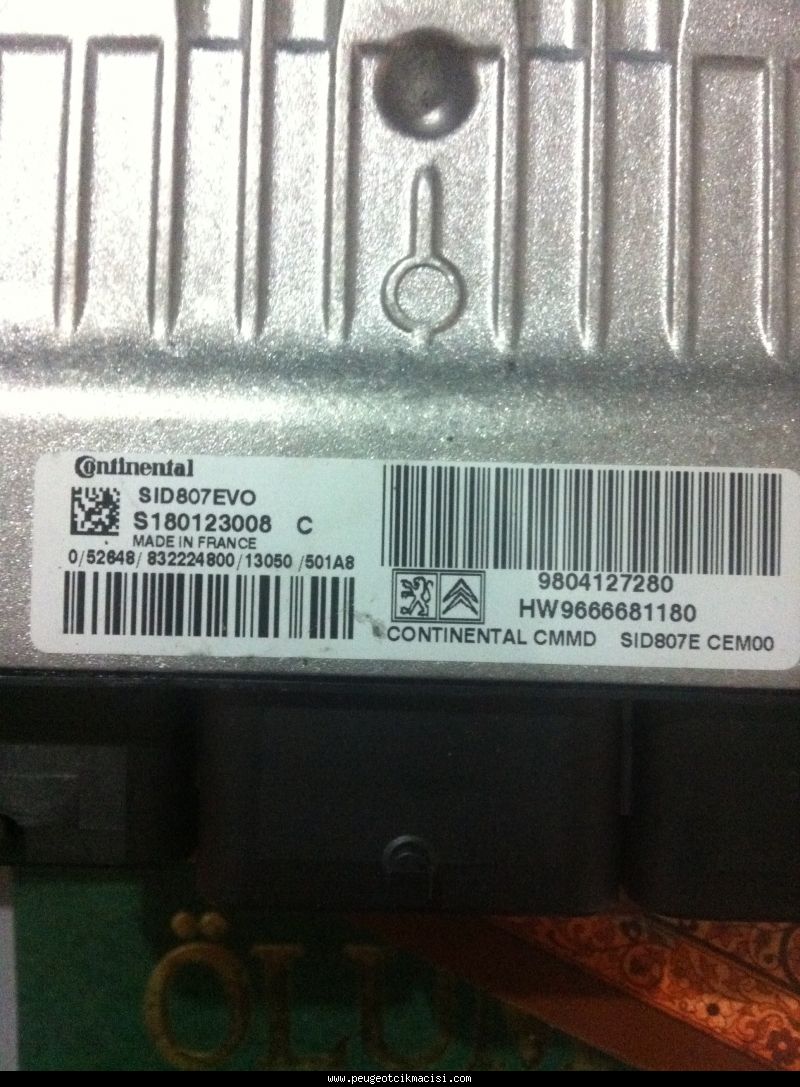 Continental
SID807EVO
S180123008 C
MADE IN FRANCE
0/52648/ 832224800/13050 /501A8
9804127280
HW9666681180
CONTINENTAL CMMD SID807E CEM00
ÖLÜM
www.peugeotcikmacisi.com